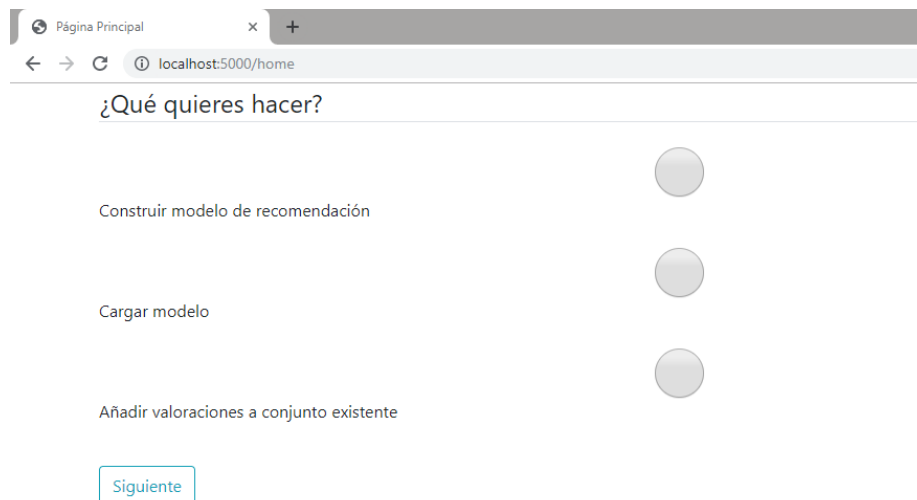 Página Principal
localhost:5000/home
¿Qué quieres hacer?
Construir modelo de recomendación
Cargar modelo
Añadir valoraciones a conjunto existente
Siguiente